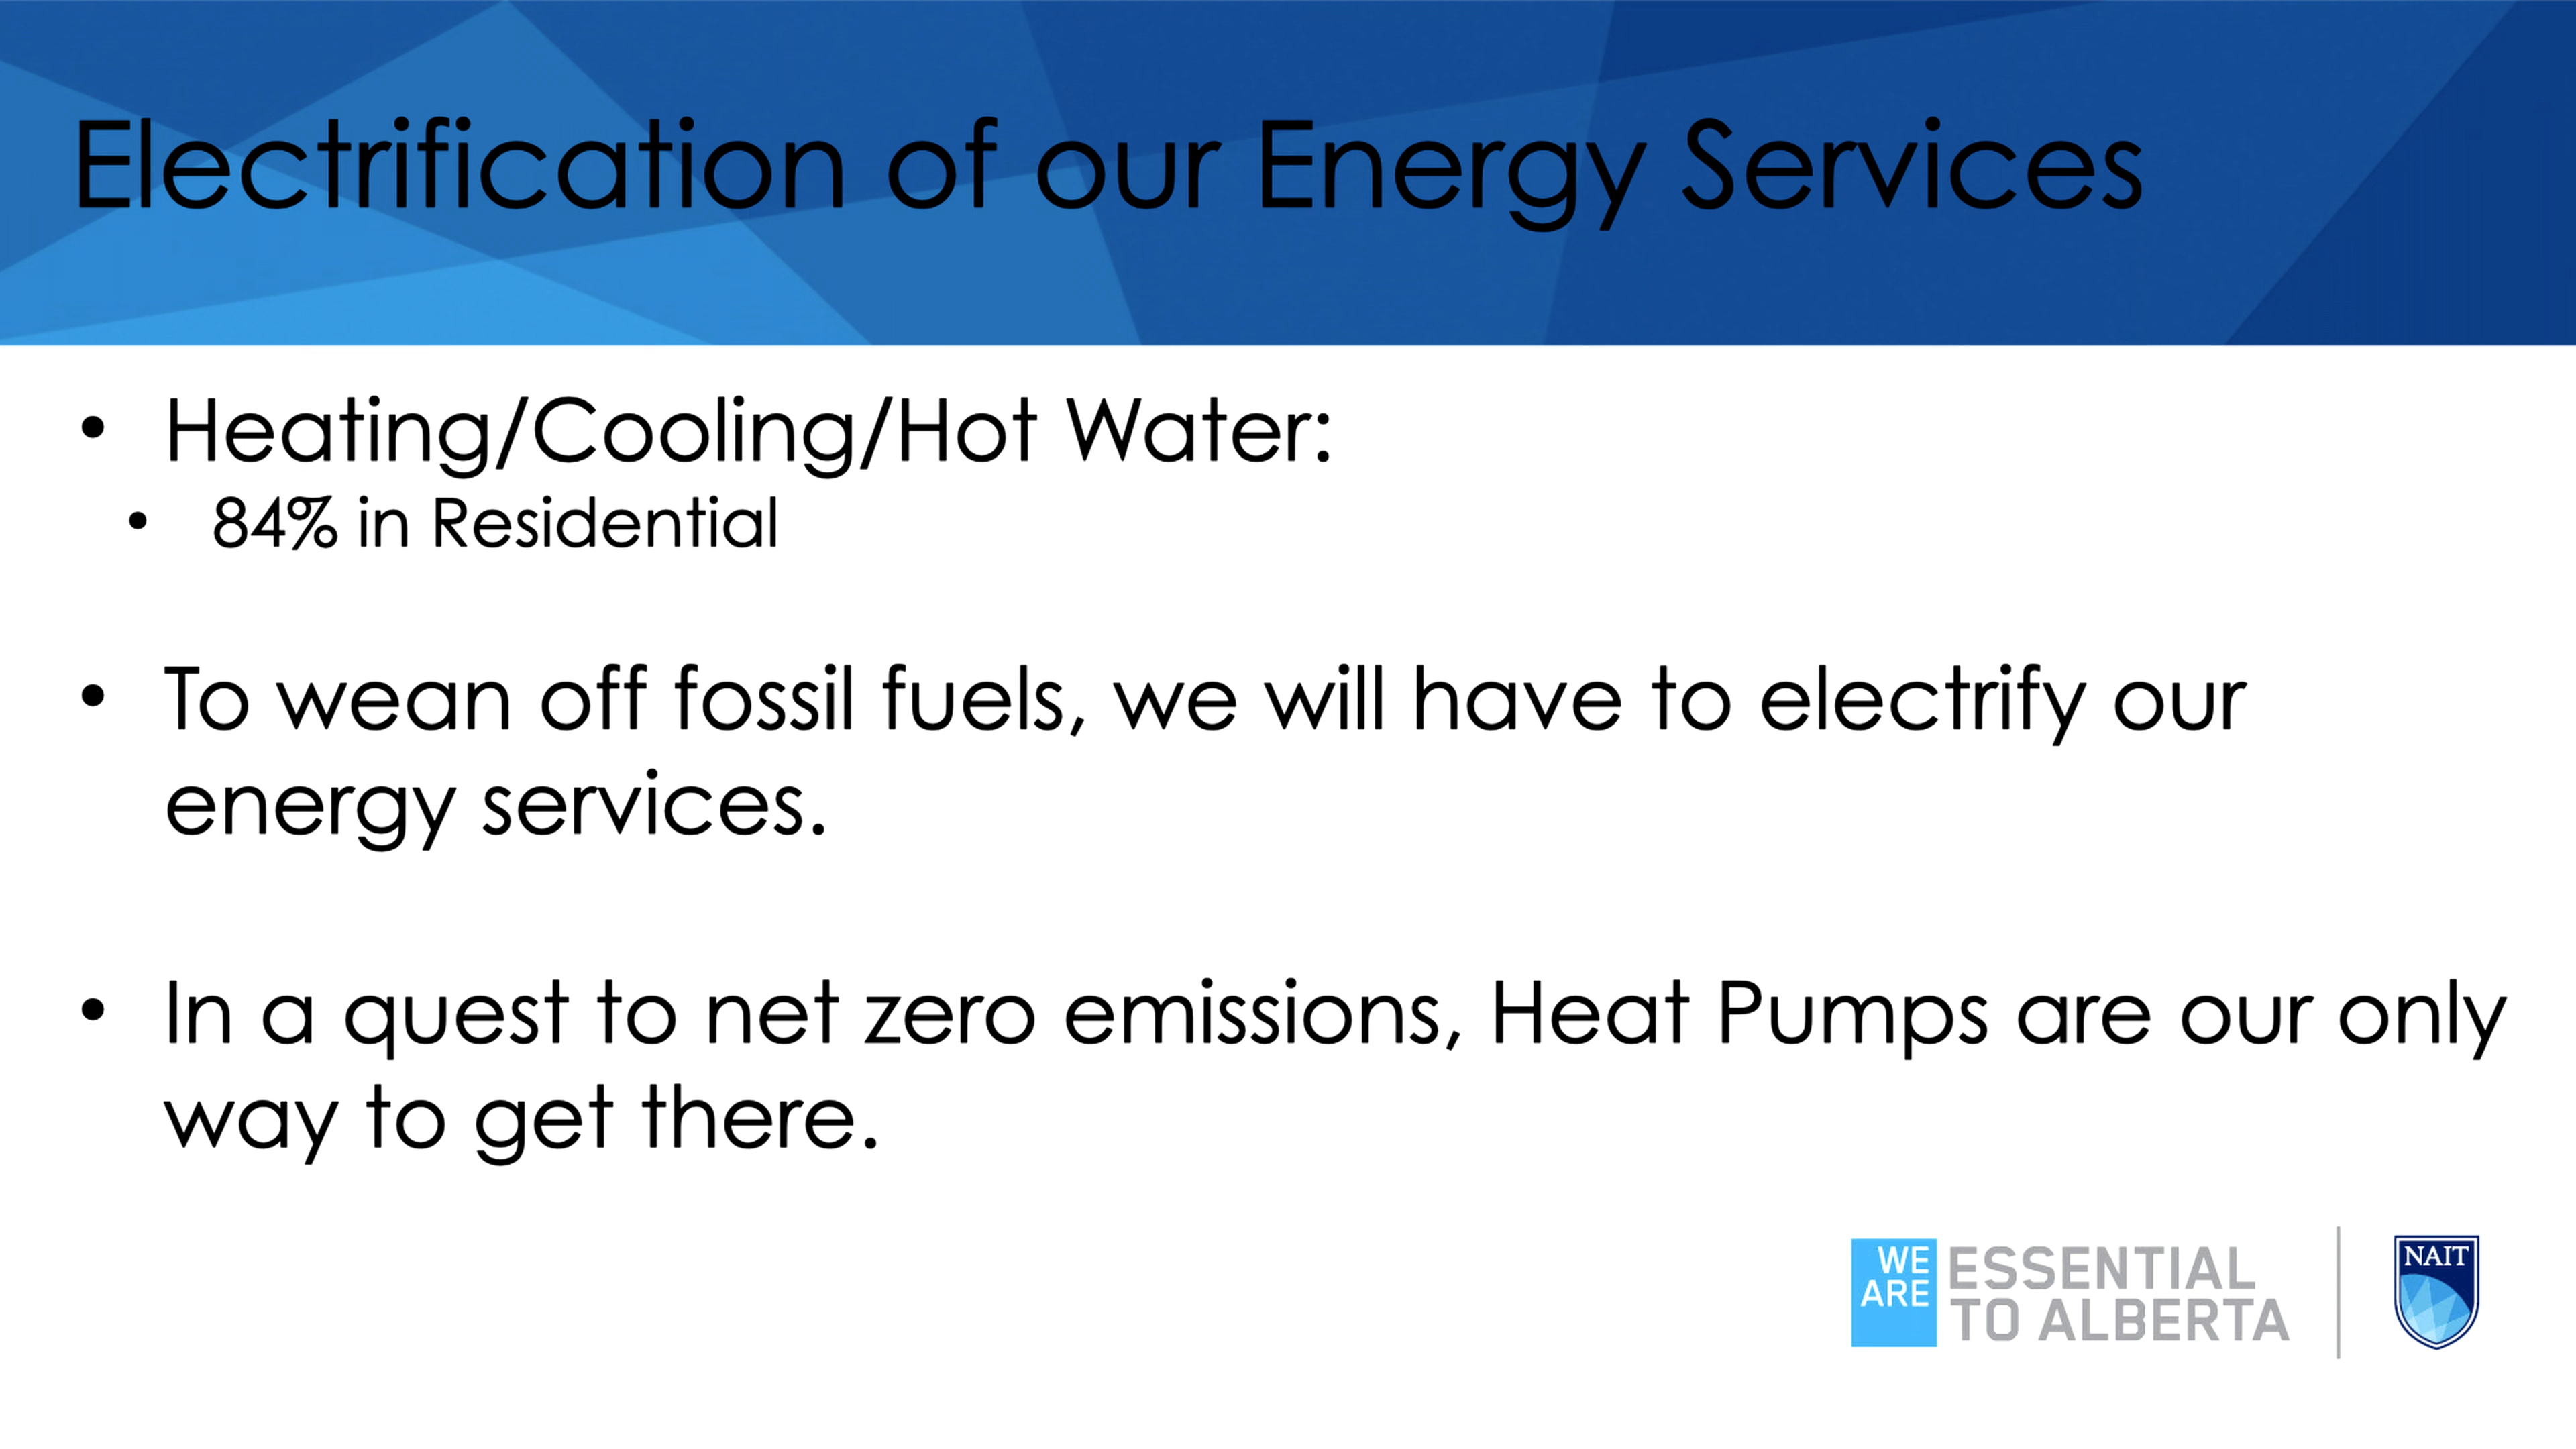 Electrification of our Energy Services
• Heating/Cooling/Hot Water:
• 84% in Residential
• To wean off fossil fuels, we will have to electrify our
energy services.
• In a quest to net zero emissions, Heat Pumps are our only
way to get there.
WE ARE
ESSENTIAL
TO ALBERTA
NAIT